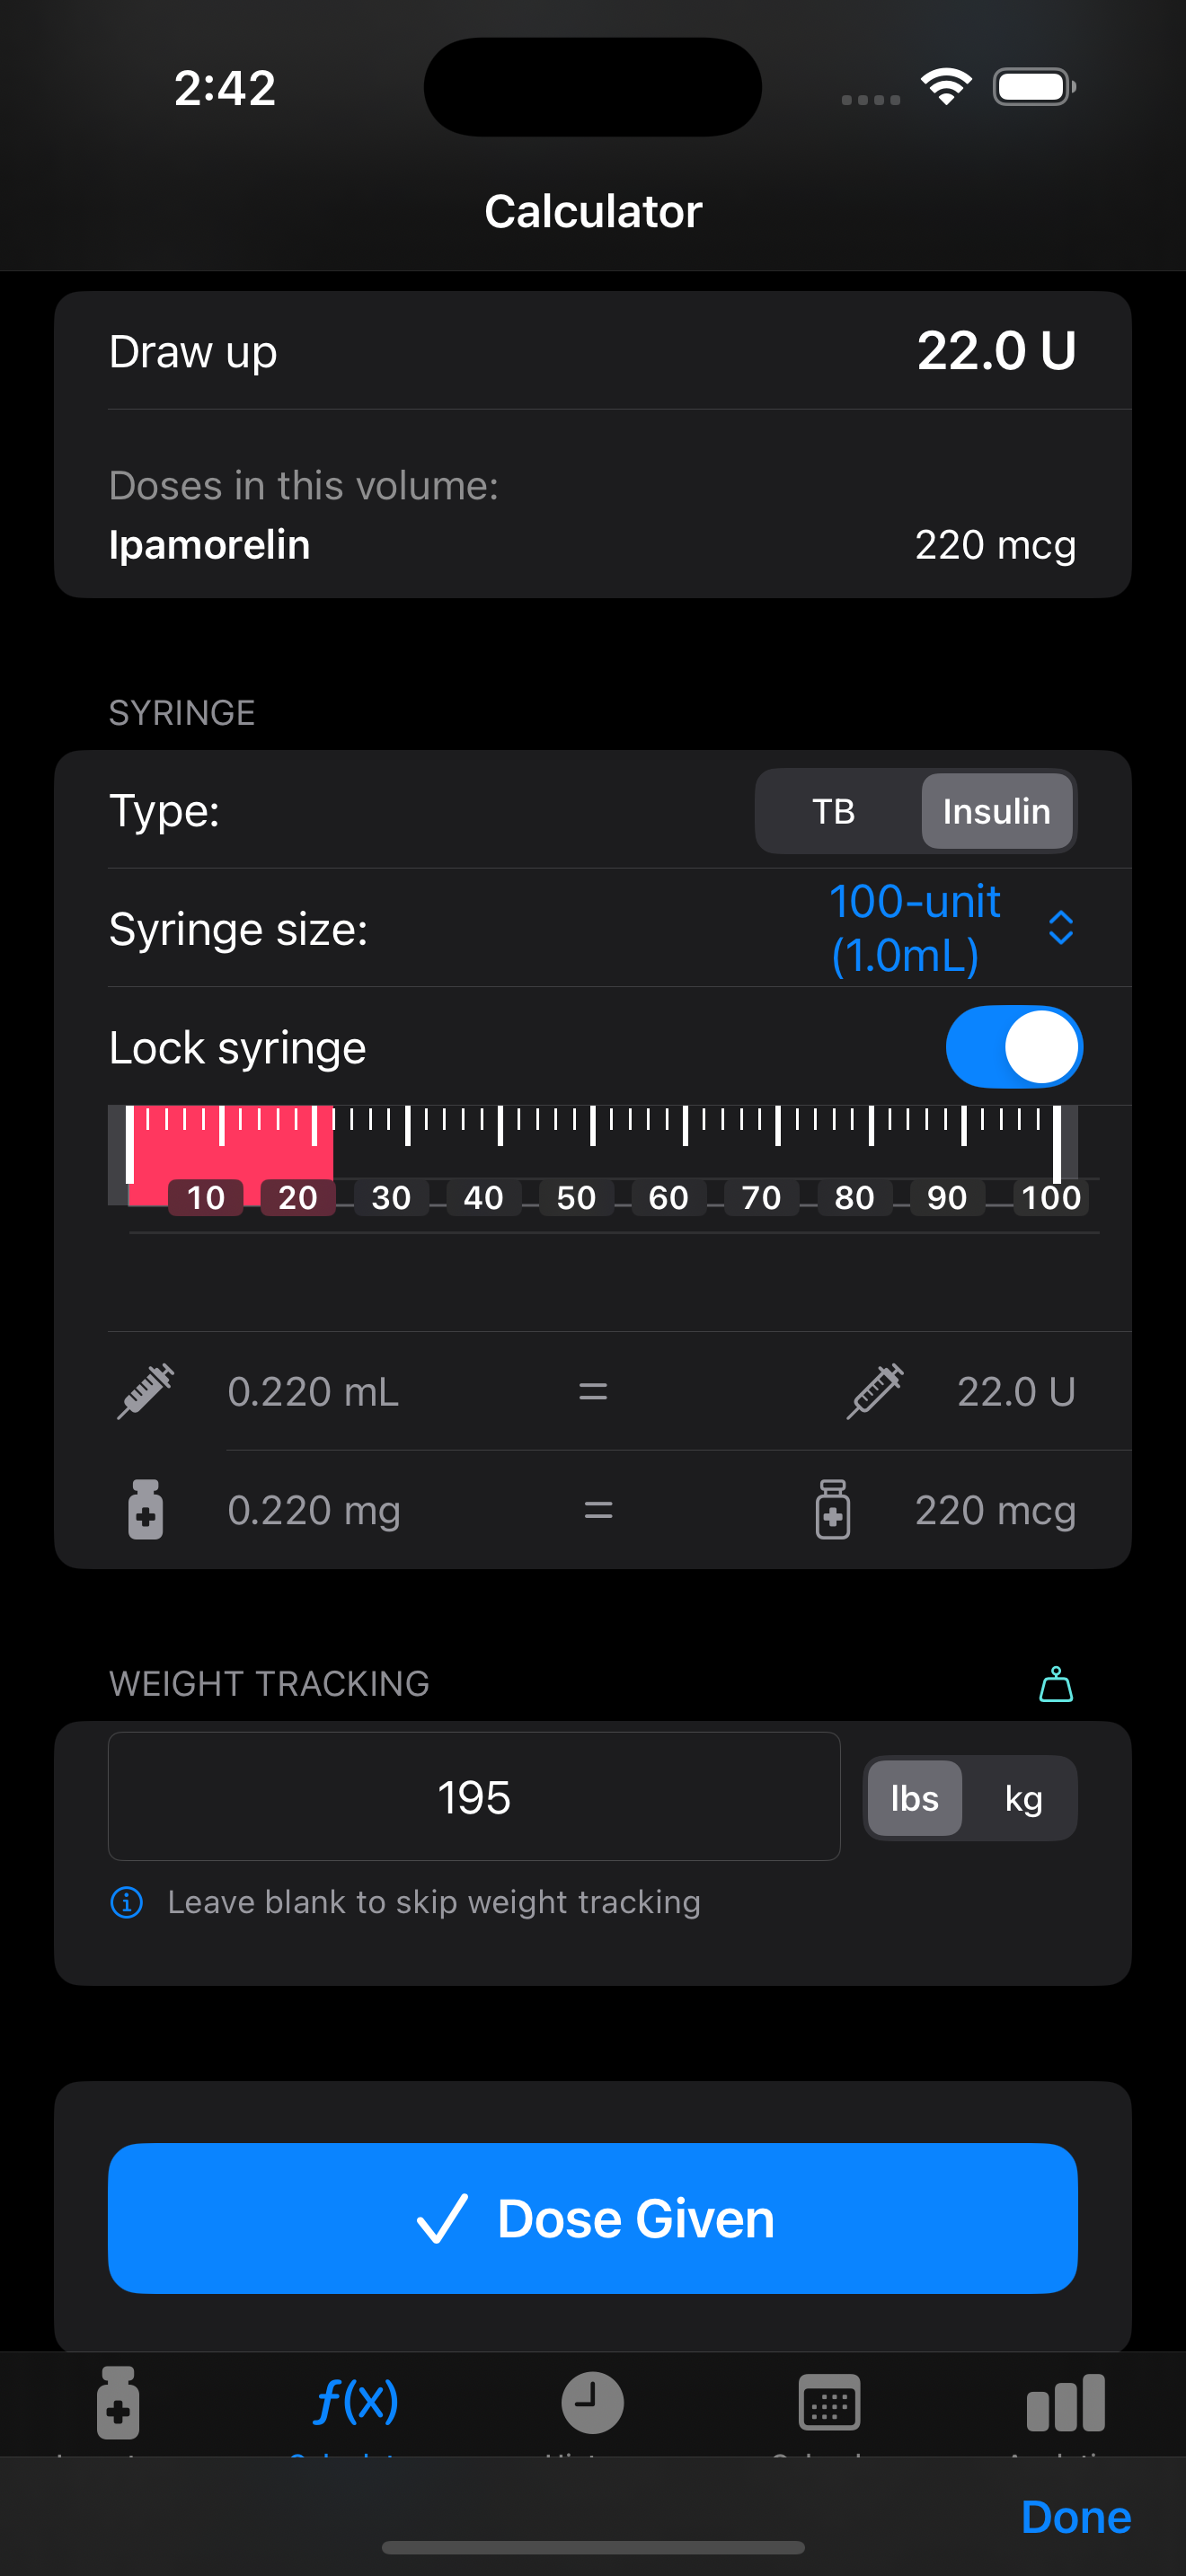 2:42
Calculator
Draw up 22.0 U
Doses in this volume:
Ipamorelin 220 mcg
SYRINGE
Type: TB Insulin
Syringe size: 100-unit
(1.0mL)
Lock syringe
10 20 30 40 50 60 70 80 90 100
0.220 mL = 22.0 U
0.220 mg = 220 mcg
WEIGHT TRACKING
195 lbs kg
Leave blank to skip weight tracking
Dose Given
f(x)
Done